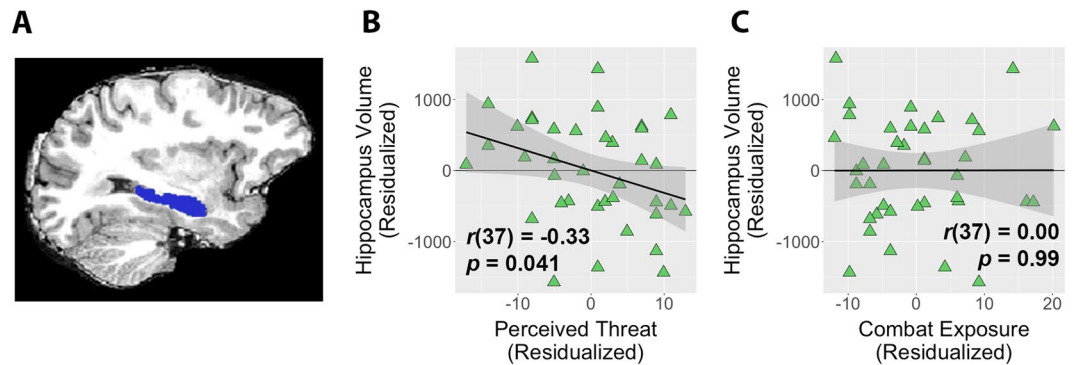 A
B
C
Hippocampus Volume
(Residualized)
1000
0
-1000
r(37) = -0.33
p = 0.041
-10
0
10
Perceived Threat
(Residualized)
Hippocampus Volume
(Residualized)
1000
0
-1000
r(37) = 0.00
p = 0.99
-10
0
10
20
Combat Exposure
(Residualized)